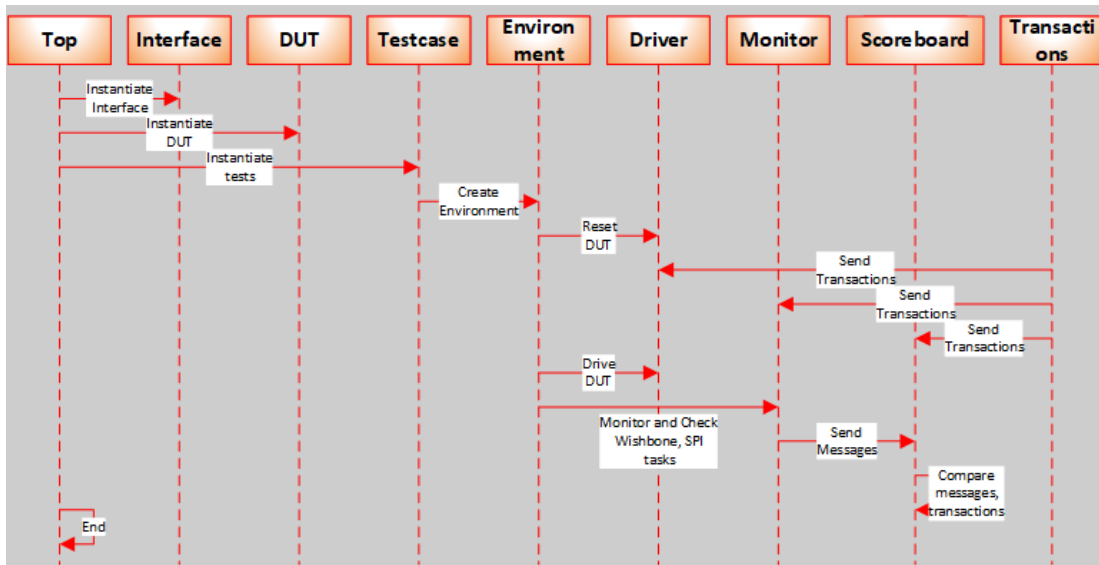 Top
Interface
DUT
Testcase
Environ
ment
Driver
Monitor
Scoreboard
Transacti
ons
Instantiate
Interface
Instantiate
DUT
Instantiate
tests
Create
Environment
Reset
DUT
Send
Transactions
Send
Transactions
Send
Transactions
Drive
DUT
Monitor and Check
Wishbone, SPI
tasks
Send
Messages
Compare
messages,
transactions
End